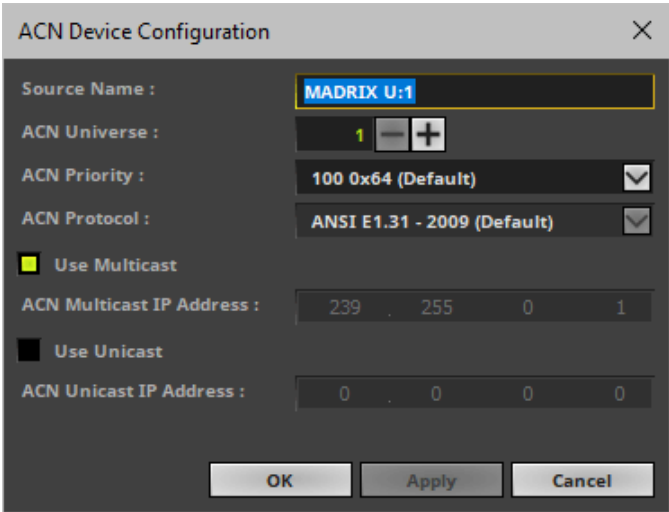 ACN Device Configuration
Source Name : MADRIX U:1
ACN Universe : 1
ACN Priority : 100 0x64 (Default)
ACN Protocol : ANSI E1.31 - 2009 (Default)
Use Multicast
ACN Multicast IP Address : 239 . 255 0 1
Use Unicast
ACN Unicast IP Address : 0 . 0 0 0
OK Apply Cancel